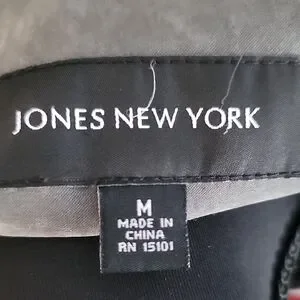 JONES NEW YORK
M
MADE IN
CHINA
RN 15101